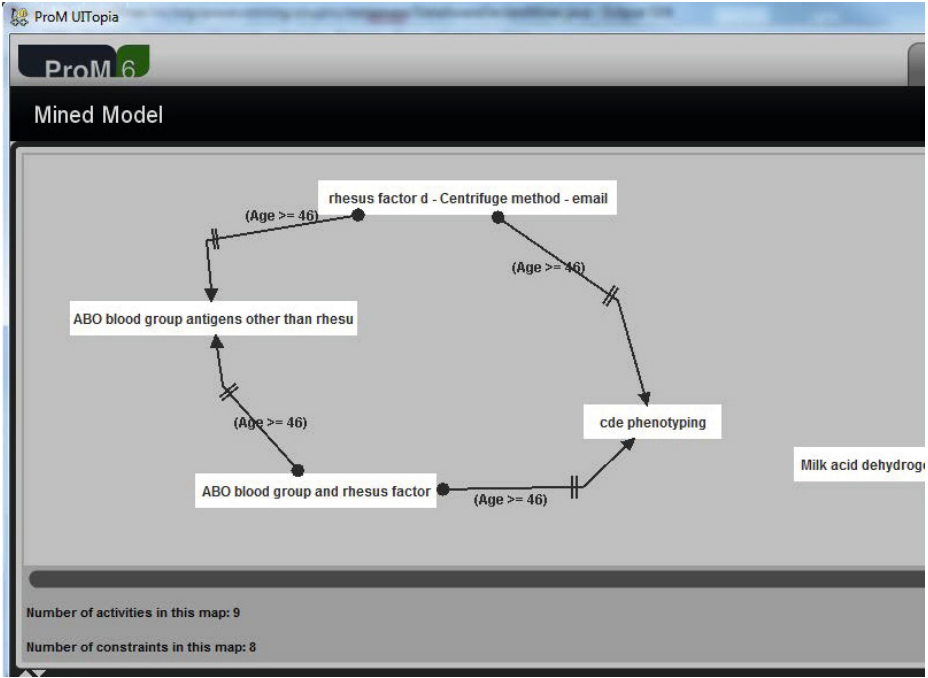 ProM UITopia
ProM 6
Mined Model
rhesus factor d - Centrifuge method - email
(Age >= 46)
(Age >= 46)
ABO blood group antigens other than rhesu
(Age >= 46)
cde phenotyping
Milk acid dehydroge
ABO blood group and rhesus factor
(Age >= 46)
Number of activities in this map: 9
Number of constraints in this map: 8